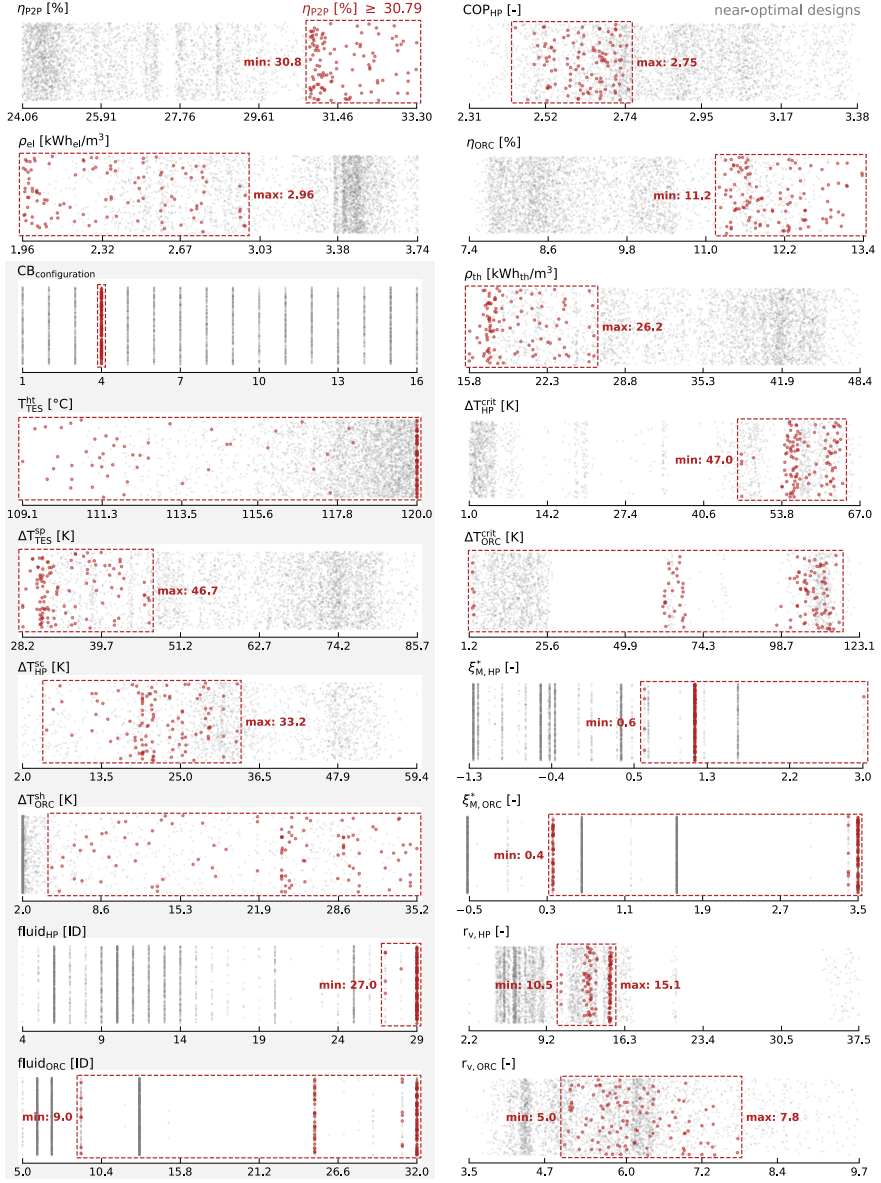 η_P2P [%]
η_P2P [%] ≥ 30.79
min: 30.8
24.06 25.91 27.76 29.61 31.46 33.30
COP_HP [-]
near-optimal designs
max: 2.75
2.31 2.52 2.74 2.95 3.17 3.38
ρ_el [kWh_el/m³]
max: 2.96
1.96 2.32 2.67 3.03 3.38 3.74
η_ORC [%]
min: 11.2
7.4 8.6 9.8 11.0 12.2 13.4
CB_configuration
1 4 7 10 13 16
ρ_th [kWh_th/m³]
max: 26.2
15.8 22.3 28.8 35.3 41.9 48.4
T_TES^ht [°C]
109.1 111.3 113.5 115.6 117.8 120.0
ΔT_HP^crit [K]
min: 47.0
1.0 14.2 27.4 40.6 53.8 67.0
ΔT_TES^sp [K]
max: 46.7
28.2 39.7 51.2 62.7 74.2 85.7
ΔT_ORC^crit [K]
1.2 25.6 49.9 74.3 98.7 123.1
ΔT_HP^sc [K]
max: 33.2
2.0 13.5 25.0 36.5 47.9 59.4
ξ*_M, HP [-]
min: 0.6
−1.3 −0.4 0.5 1.3 2.2 3.0
ΔT_ORC^sh [K]
2.0 8.6 15.3 21.9 28.6 35.2
ξ*_M, ORC [-]
min: 0.4
−0.5 0.3 1.1 1.9 2.7 3.5
fluid_HP [ID]
min: 27.0
4 9 14 19 24 29
r_v, HP [-]
min: 10.5
max: 15.1
2.2 9.2 16.3 23.4 30.5 37.5
fluid_ORC [ID]
min: 9.0
5.0 10.4 15.8 21.2 26.6 32.0
r_v, ORC [-]
min: 5.0
max: 7.8
3.5 4.7 6.0 7.2 8.4 9.7